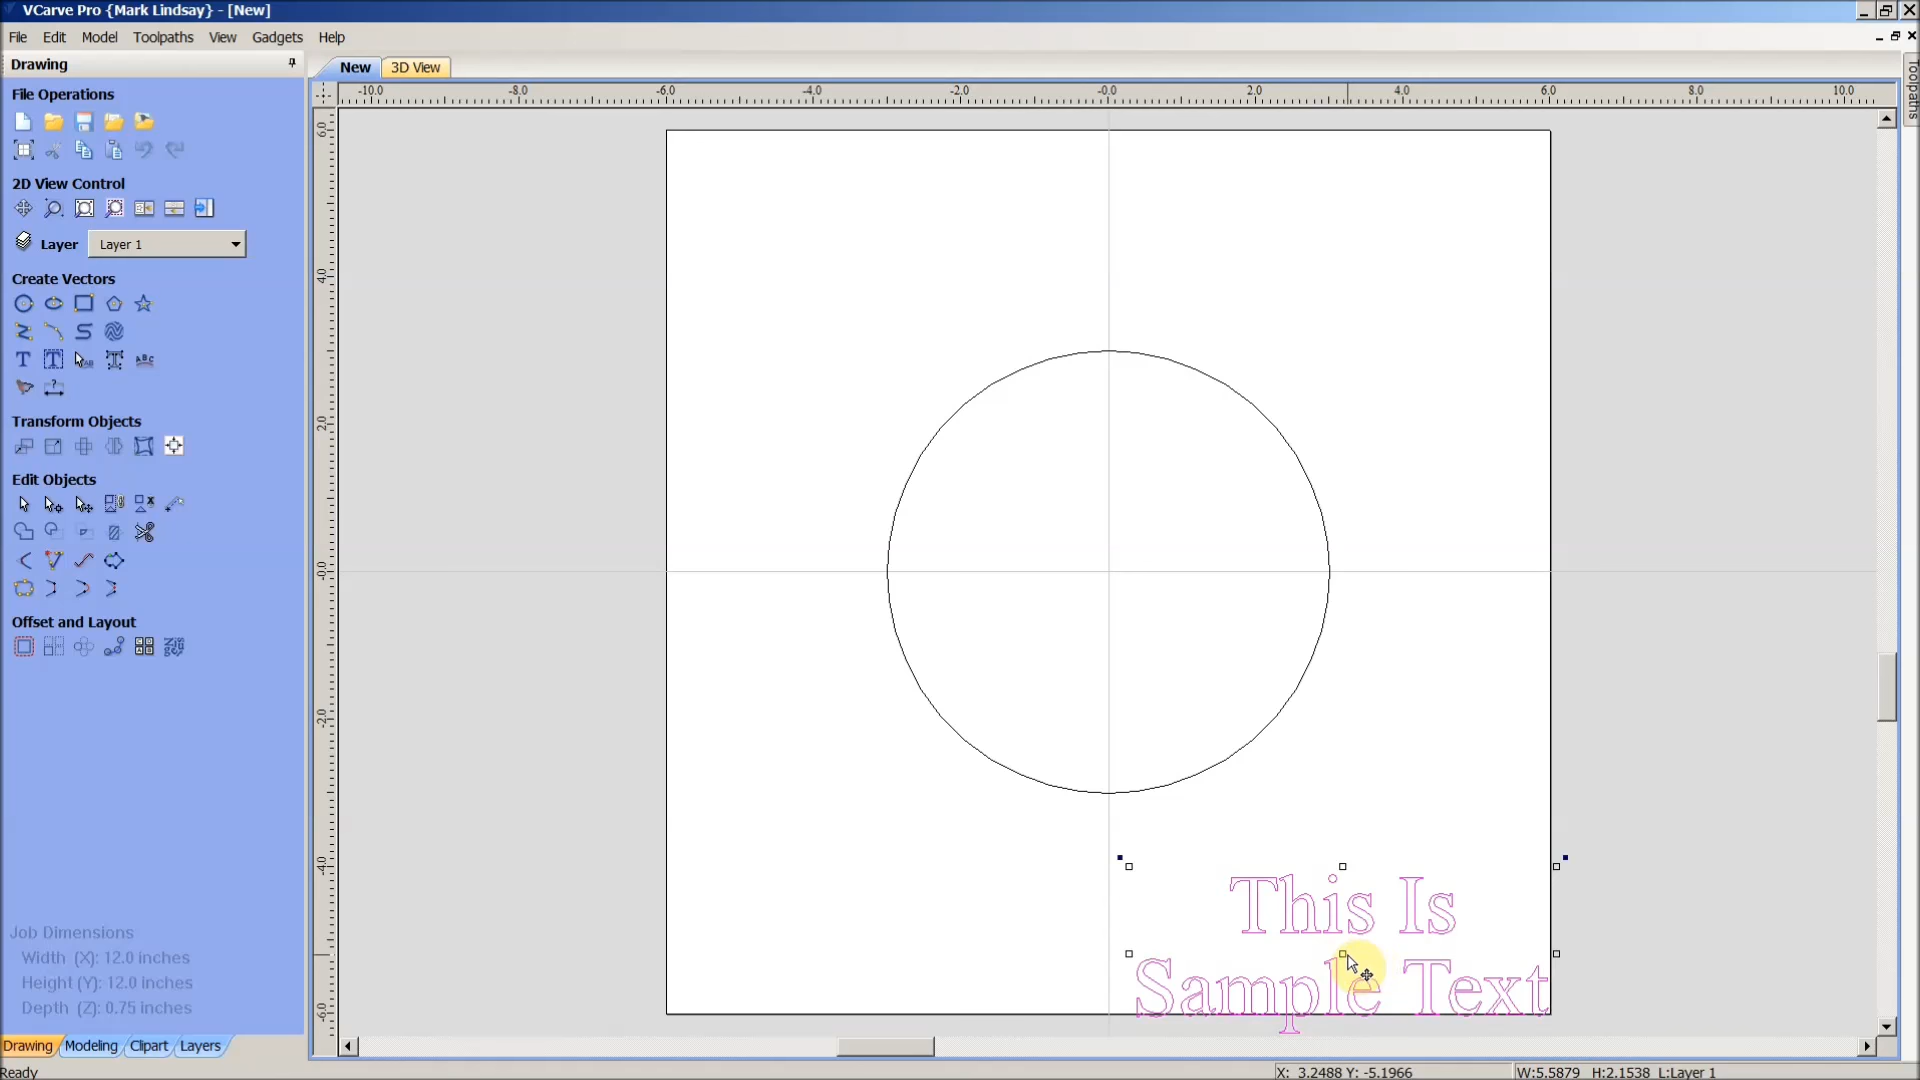 VCarve Pro {Mark Lindsay} - [New]
File Edit Model Toolpaths View Gadgets Help
Drawing
New 3D View
Toolpaths
File Operations
-10.0 -8.0 -6.0 -4.0 -2.0 -0.0 2.0 4.0 6.0 8.0 10.0
6.0
4.0
2.0
-0.0
-2.0
-4.0
-6.0
2D View Control
Layer Layer 1
Create Vectors
Transform Objects
Edit Objects
Offset and Layout
This Is
Sample Text
Job Dimensions
Width (X): 12.0 inches
Height (Y): 12.0 inches
Depth (Z): 0.75 inches
Drawing Modeling Clipart Layers
Ready
X: 3.2488 Y: -5.1966
W:5.5879 H:2.1538 L:Layer 1